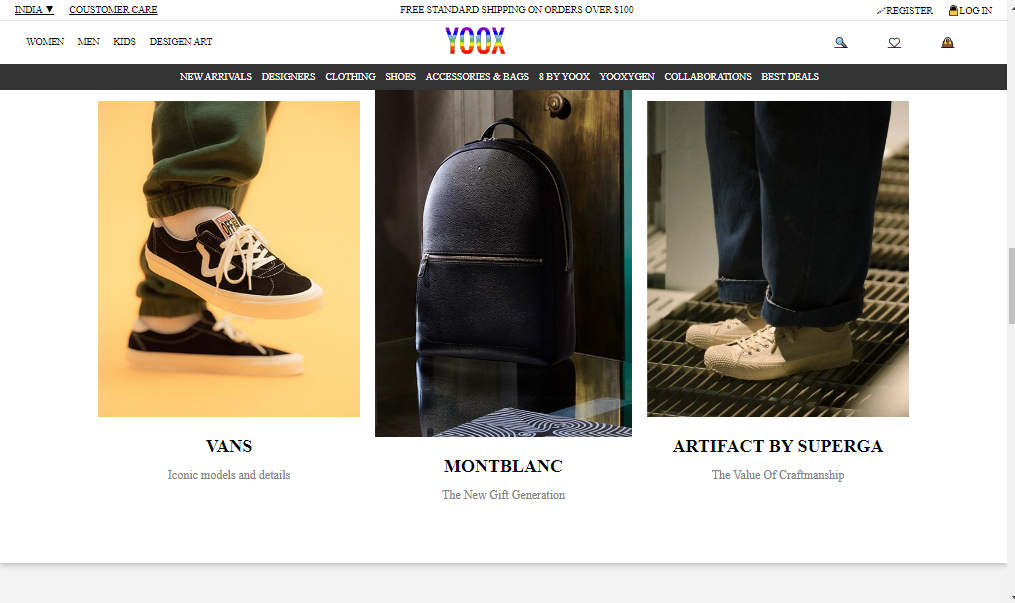 INDIA ▼ COUSTOMER CARE FREE STANDARD SHIPPING ON ORDERS OVER $100 REGISTER LOG IN
WOMEN MEN KIDS DESIGEN ART YOOX
NEW ARRIVALS DESIGNERS CLOTHING SHOES ACCESSORIES & BAGS 8 BY YOOX YOOXYGEN COLLABORATIONS BEST DEALS
OFF
VANS MONTBLANC ARTIFACT BY SUPERGA
Iconic models and details The New Gift Generation The Value Of Craftmanship